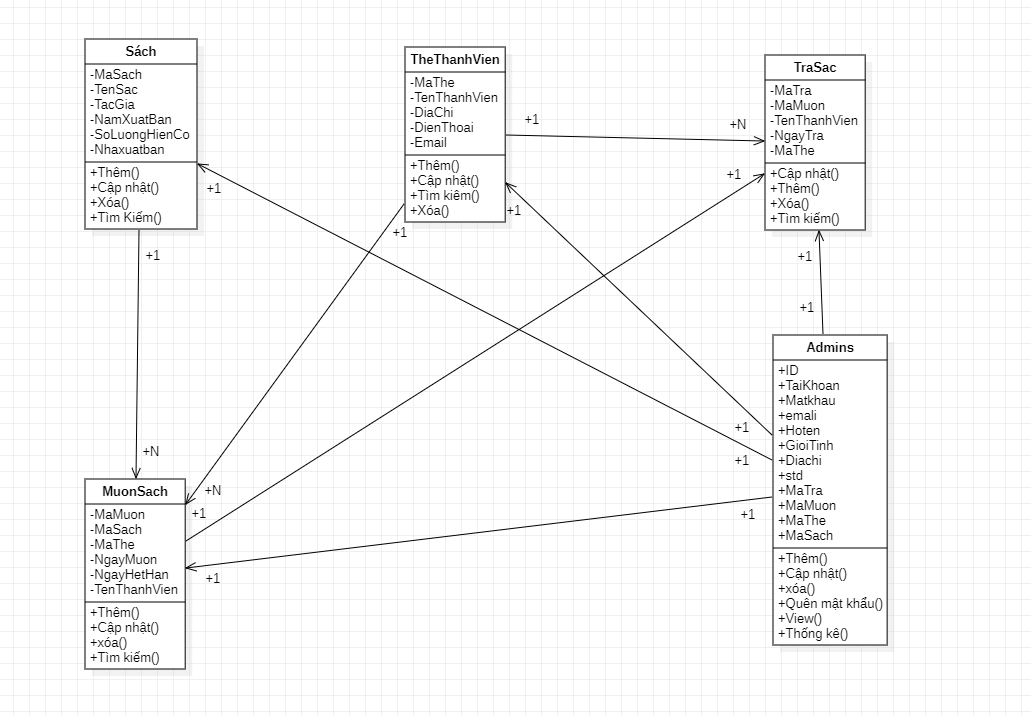 Sách
-MaSach
-TenSac
-TacGia
-NamXuatBan
-SoLuongHienCo
-Nhaxuatban
+Thêm()
+Cập nhật()
+Xóa()
+Tìm Kiếm()
TheThanhVien
-MaThe
-TenThanhVien
-DiaChi
-DienThoai
-Email
+Thêm()
+Cập nhật()
+Tìm kiêm()
+Xóa()
TraSac
-MaTra
-MaMuon
-TenThanhVien
-NgayTra
-MaThe
+Cập nhật()
+Thêm()
+Xóa()
+Tìm kiếm()
+1
+N
+1
+1
+1
+1
+1
+1
+1
+1
+1
+N
+N
+1
+1
+1
MuonSach
-MaMuon
-MaSach
-MaThe
-NgayMuon
-NgayHetHan
-TenThanhVien
+Thêm()
+Cập nhật()
+xóa()
+Tìm kiếm()
Admins
+ID
+TaiKhoan
+Matkhau
+emali
+Hoten
+GioiTinh
+Diachi
+std
+MaTra
+MaMuon
+MaThe
+MaSach
+Thêm()
+Cập nhật()
+xóa()
+Quên mật khẩu()
+View()
+Thống kê()